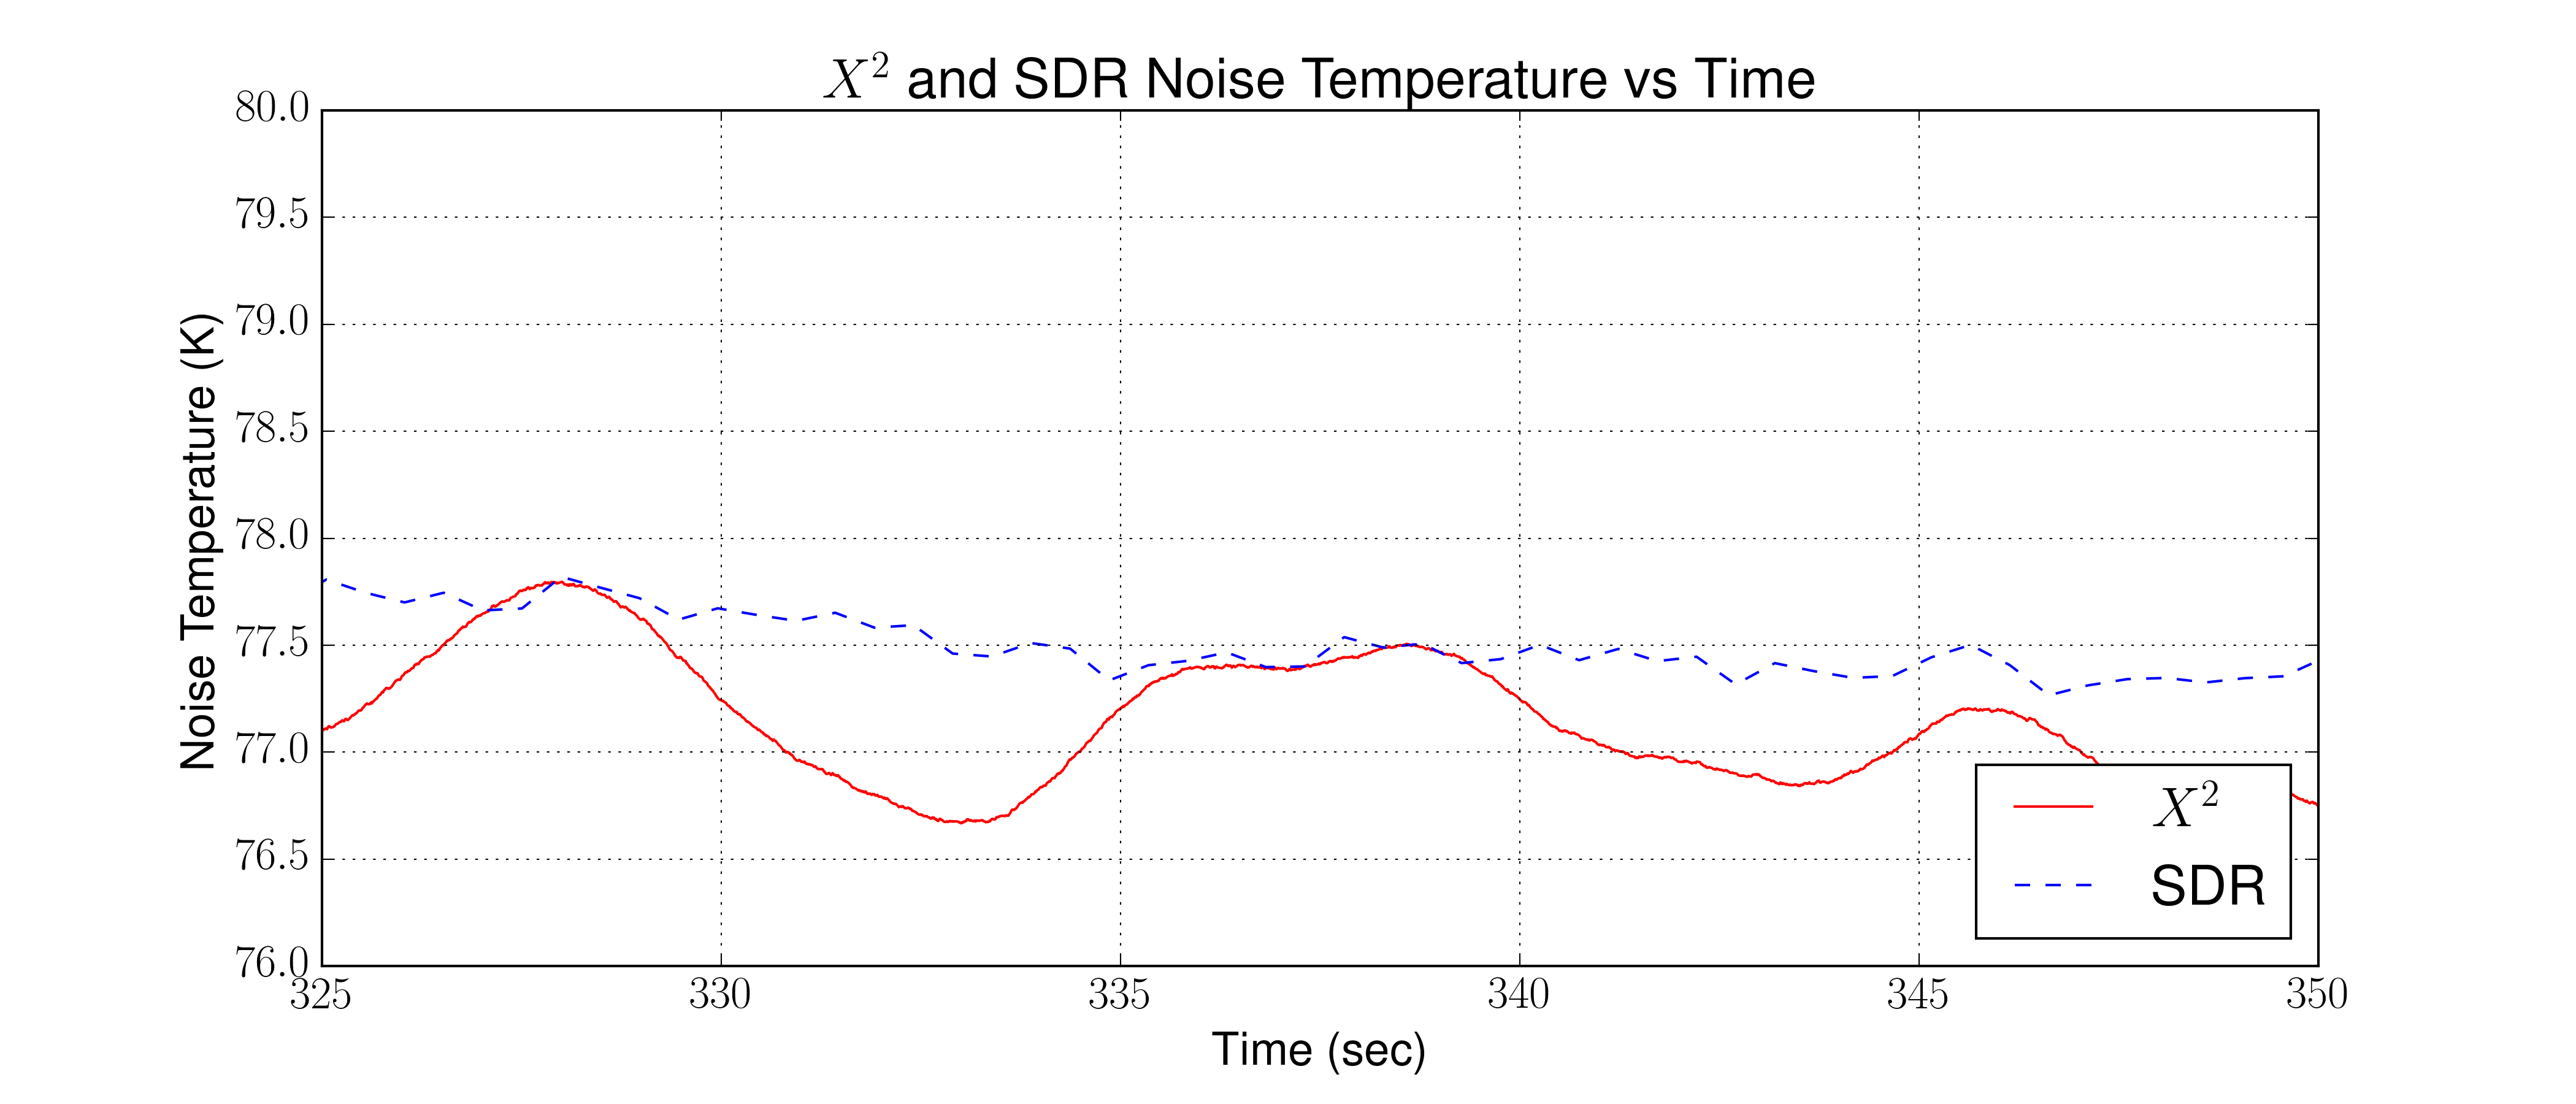 X² and SDR Noise Temperature vs Time
80.0
79.5
79.0
78.5
78.0
77.5
77.0
76.5
76.0
Noise Temperature (K)
325 330 335 340 345 350
Time (sec)
X²
SDR